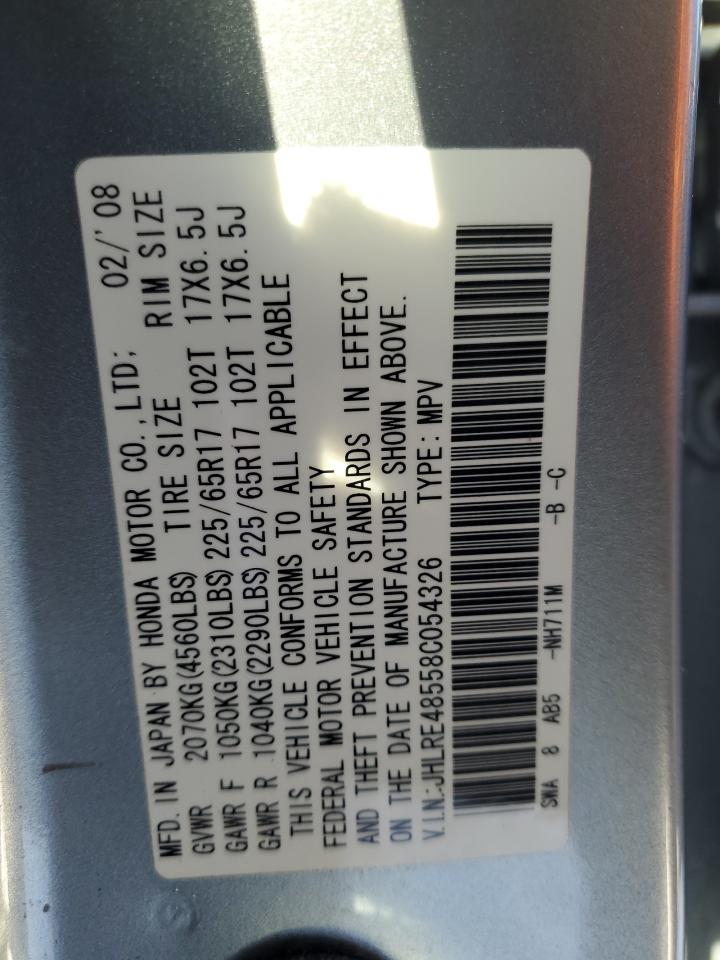 MFD. IN JAPAN BY HONDA MOTOR CO., LTD; 02/'08
GVWR 2070KG(4560LBS) TIRE SIZE RIM SIZE
GAWR F 1050KG(2310LBS) 225/65R17 102T 17X6.5J
GAWR R 1040KG(2290LBS) 225/65R17 102T 17X6.5J
THIS VEHICLE CONFORMS TO ALL APPLICABLE
FEDERAL MOTOR VEHICLE SAFETY
AND THEFT PREVENTION STANDARDS IN EFFECT
ON THE DATE OF MANUFACTURE SHOWN ABOVE.
V.I.N.:JHLRE48558C054326 TYPE: MPV
SWA 8 AB5 -NH711M -B -C